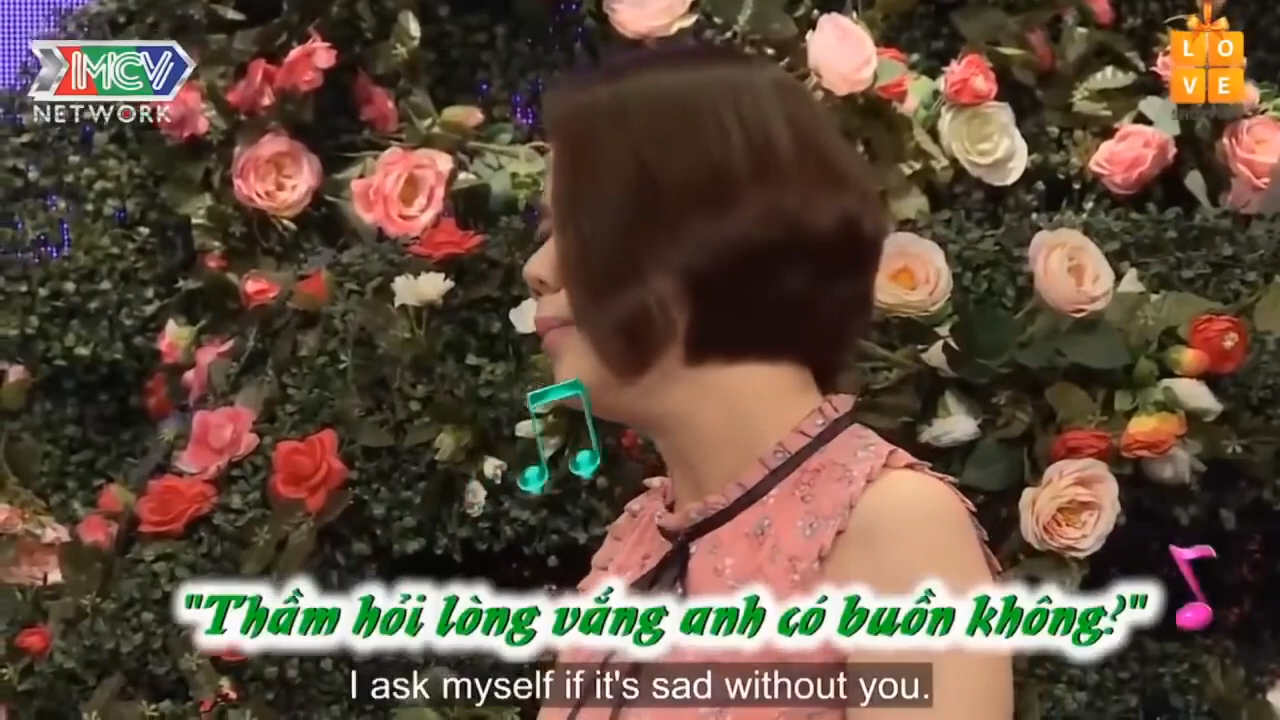 MCV
NETWORK
LO
VE
"Thầm hỏi lòng vắng anh có buồn không?"
I ask myself if it's sad without you.